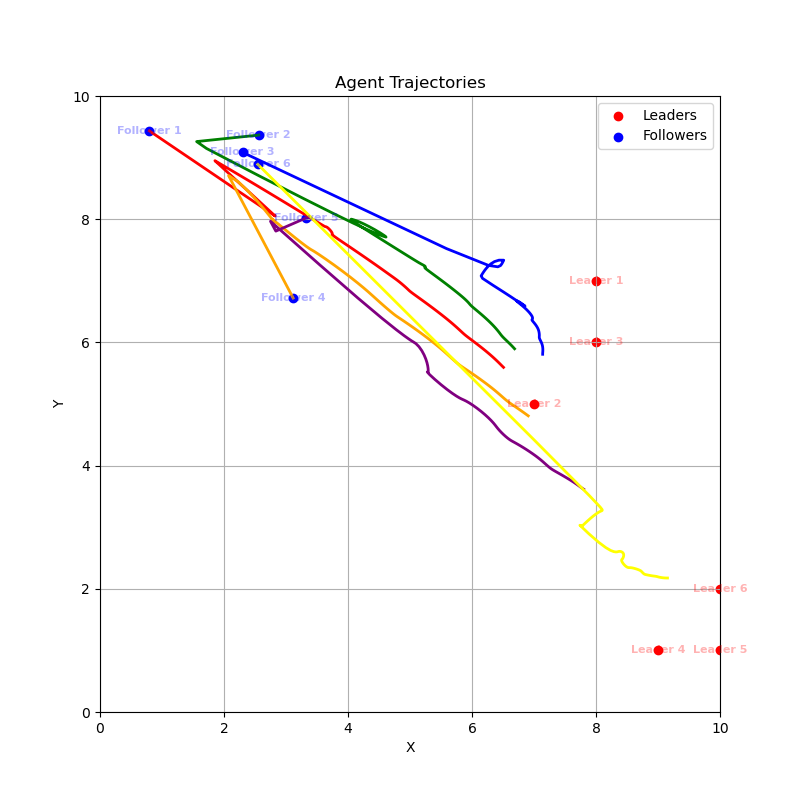 Agent Trajectories
10
8
6
4
2
0
Y
0 2 4 6 8 10
X
Leaders
Followers
Follower 1
Follower 2
Follower 3
Follower 6
Follower 5
Follower 4
Leader 1
Leader 3
Leader 2
Leader 6
Leader 4
Leader 5